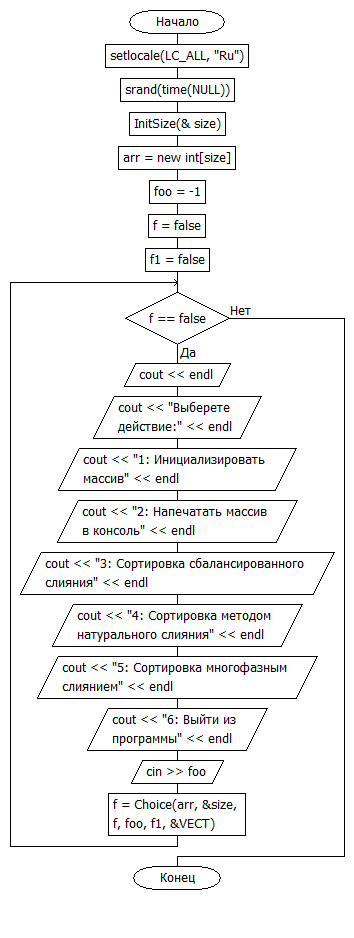 Начало
setlocale(LC_ALL, "Ru")
srand(time(NULL))
InitSize(& size)
arr = new int[size]
foo = -1
f = false
f1 = false
f == false
Нет
Да
cout << endl
cout << "Выберете
действие:" << endl
cout << "1: Инициализировать
массив" << endl
cout << "2: Напечатать массив
в консоль" << endl
cout << "3: Сортировка сбалансированного
слияния" << endl
cout << "4: Сортировка методом
натурального слияния" << endl
cout << "5: Сортировка многофазным
слиянием" << endl
cout << "6: Выйти из
программы" << endl
cin >> foo
f = Choice(arr, &size,
f, foo, f1, &VECT)
Конец